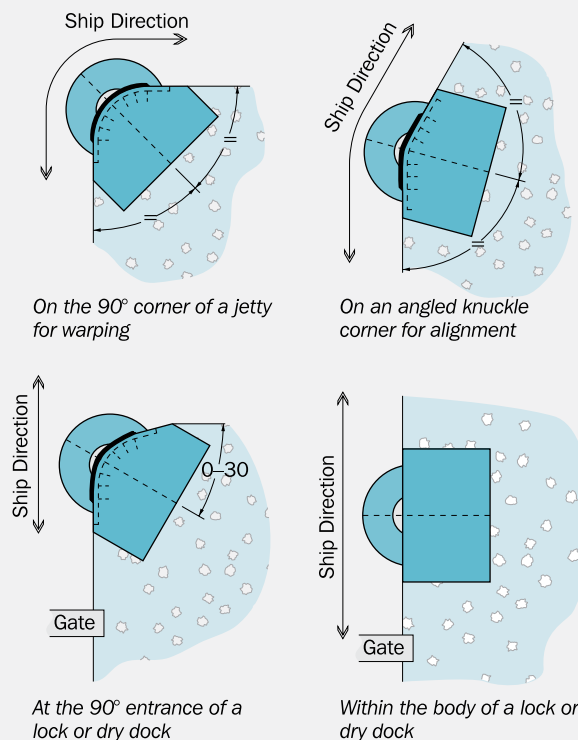 Ship Direction
=
=
On the 90° corner of a jetty
for warping
Ship Direction
=
=
On an angled knuckle
corner for alignment
Ship Direction
0–30
Gate
At the 90° entrance of a
lock or dry dock
Ship Direction
Gate
Within the body of a lock or
dry dock